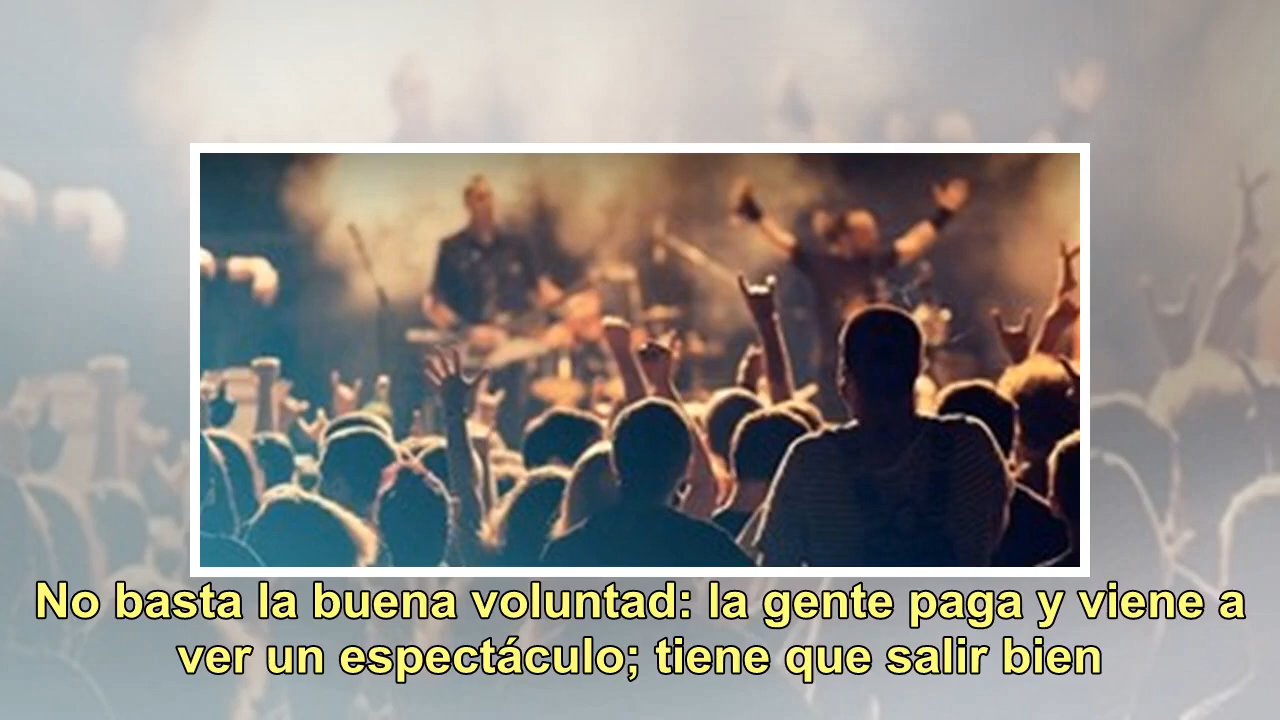 No basta la buena voluntad: la gente paga y viene a
ver un espectáculo; tiene que salir bien